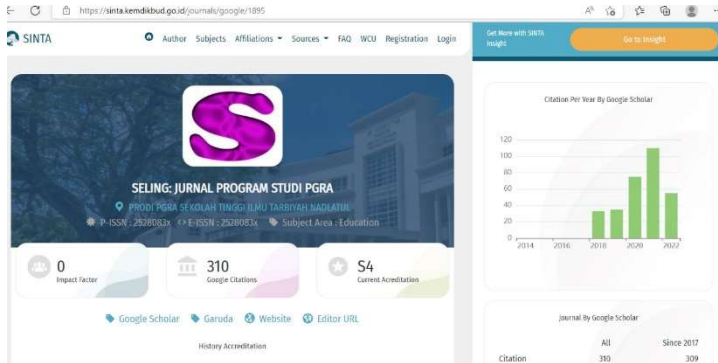 https://sinta.kemdikbud.go.id/journals/google/1895
SINTA
Author Subjects Affiliations Sources FAQ WCU Registration Login
Get More with SINTA Insight
Go to Insight
S
SELING: JURNAL PROGRAM STUDI PGRA
PRODI PGRA SEKOLAH TINGGI ILMU TARBIYAH NADLATUL
P-ISSN : 2528083x <> E-ISSN : 2528083x Subject Area : Education
0
Impact Factor
310
Google Citations
S4
Current Acreditation
Google Scholar Garuda Website Editor URL
History Accreditation
Citation Per Year By Google Scholar
120
100
80
60
40
20
0
2014 2016 2018 2020 2022
Journal By Google Scholar
All Since 2017
Citation 310 309